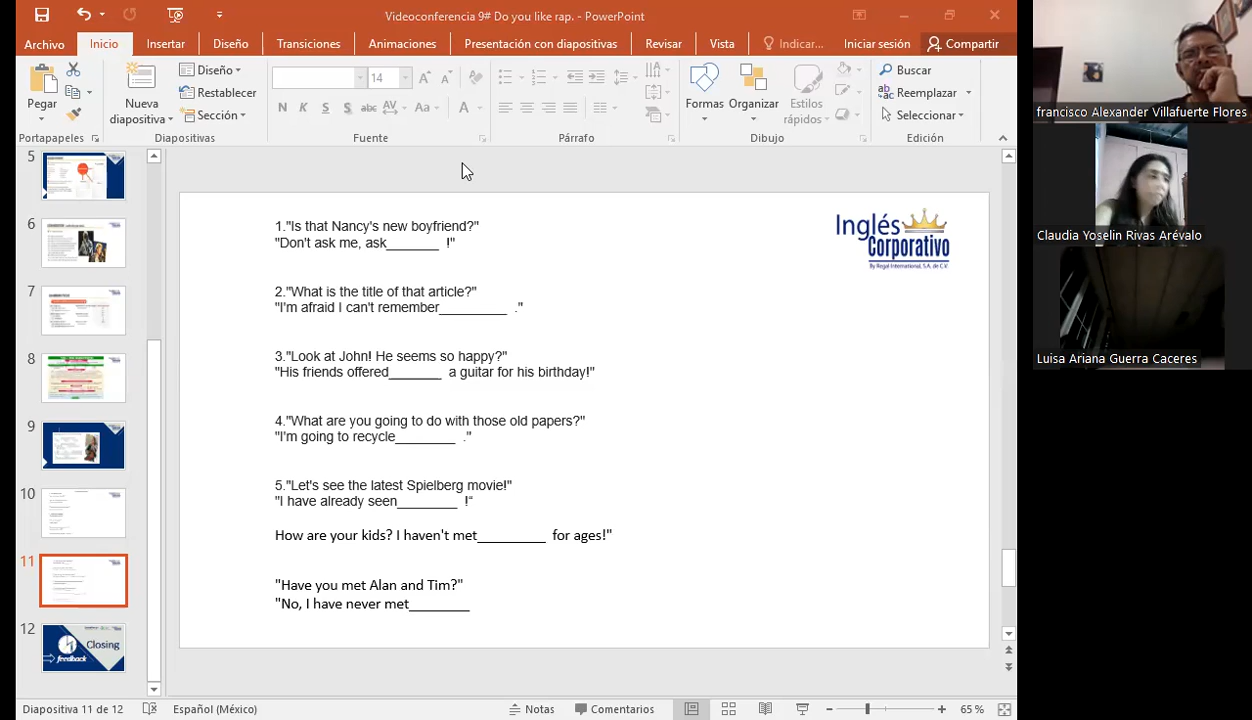 Videoconferencia 9# Do you like rap. - PowerPoint
Archivo Inicio Insertar Diseño Transiciones Animaciones Presentación con diapositivas Revisar Vista Indicar... Iniciar sesión Compartir
Pegar
Nueva diapositiva
Diseño
Restablecer
Sección
14
N K S S abc AV Aa A
Formas
Organizar
Estilos rápidos
Buscar
Reemplazar
Seleccionar
Portapapeles Diapositivas Fuente Párrafo Dibujo Edición
5
6
7
8
9
10
11
12
Closing
feedback
1."Is that Nancy's new boyfriend?"
"Don't ask me, ask_______ !"
2."What is the title of that article?"
"I'm afraid I can't remember_________ ."
3."Look at John! He seems so happy?"
"His friends offered_______ a guitar for his birthday!"
4."What are you going to do with those old papers?"
"I'm going to recycle________ ."
5."Let's see the latest Spielberg movie!"
"I have already seen________ !"
How are your kids? I haven't met_________ for ages!"
"Have you met Alan and Tim?"
"No, I have never met________
Inglés
Corporativo
By Regal International, S.A. de C.V.
francisco Alexander Villafuerte Flores
Claudia Yoselin Rivas Arévalo
Luisa Ariana Guerra Caceres
Diapositiva 11 de 12 Español (México) Notas Comentarios 65 %